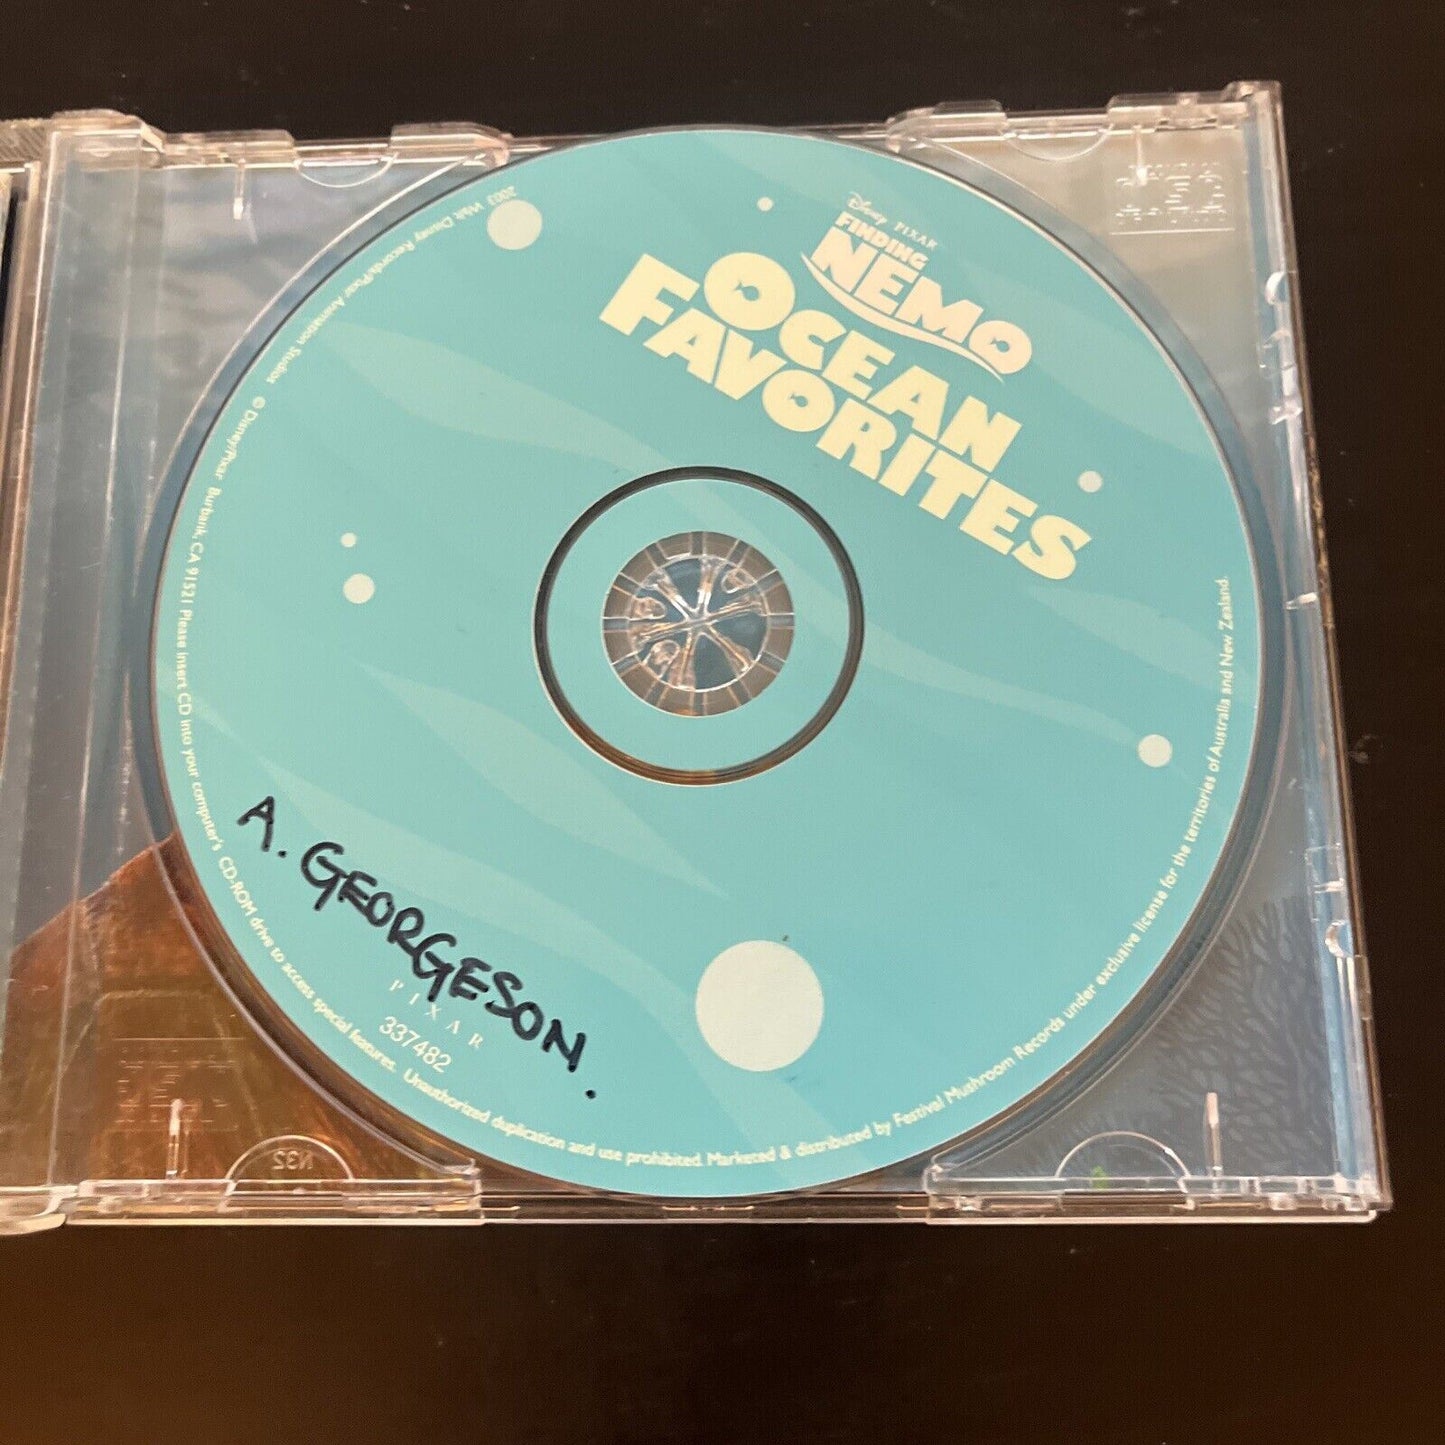 Disney PIXAR
FINDING
NEMO
OCEAN
FAVORITES
2003 Walt Disney Records/Pixar Animation Studios
© Disney/Pixar Burbank, CA 91521 Please insert CD into your computer's CD-ROM drive to access special features. Unauthorized duplication and use prohibited. Marketed & distributed by Festival Mushroom Records under exclusive license for the territories of Australia and New Zealand.
A. GEORGESON.
PIXAR
337482
N32